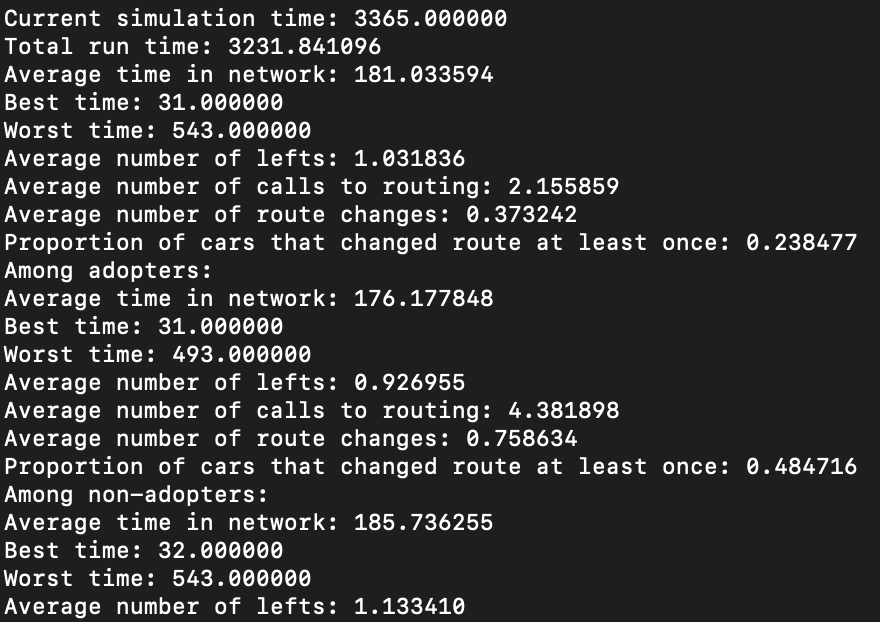 Current simulation time: 3365.000000
Total run time: 3231.841096
Average time in network: 181.033594
Best time: 31.000000
Worst time: 543.000000
Average number of lefts: 1.031836
Average number of calls to routing: 2.155859
Average number of route changes: 0.373242
Proportion of cars that changed route at least once: 0.238477
Among adopters:
Average time in network: 176.177848
Best time: 31.000000
Worst time: 493.000000
Average number of lefts: 0.926955
Average number of calls to routing: 4.381898
Average number of route changes: 0.758634
Proportion of cars that changed route at least once: 0.484716
Among non-adopters:
Average time in network: 185.736255
Best time: 32.000000
Worst time: 543.000000
Average number of lefts: 1.133410